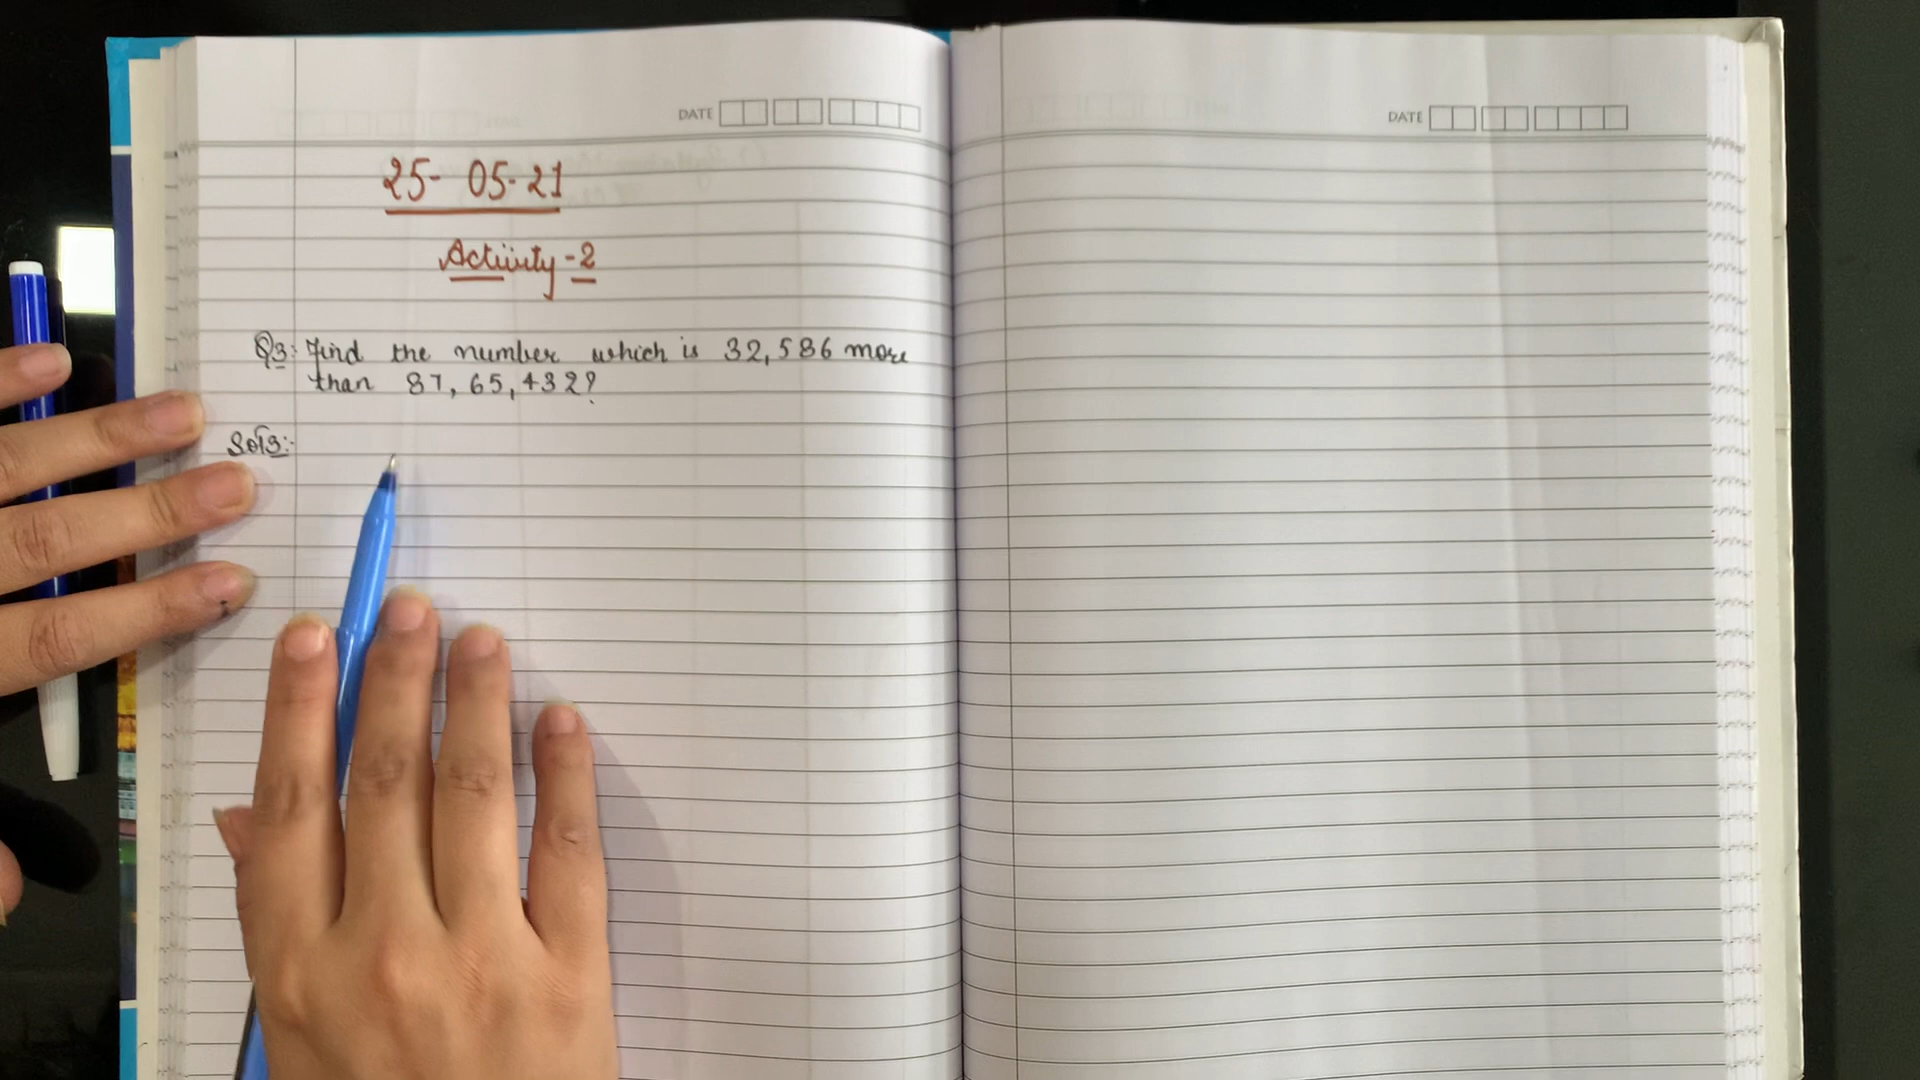 DATE
25- 05- 21
Activity - 2
Q3: Find the number which is 32,586 more
than 87, 65, 432?
Sol3:-
DATE